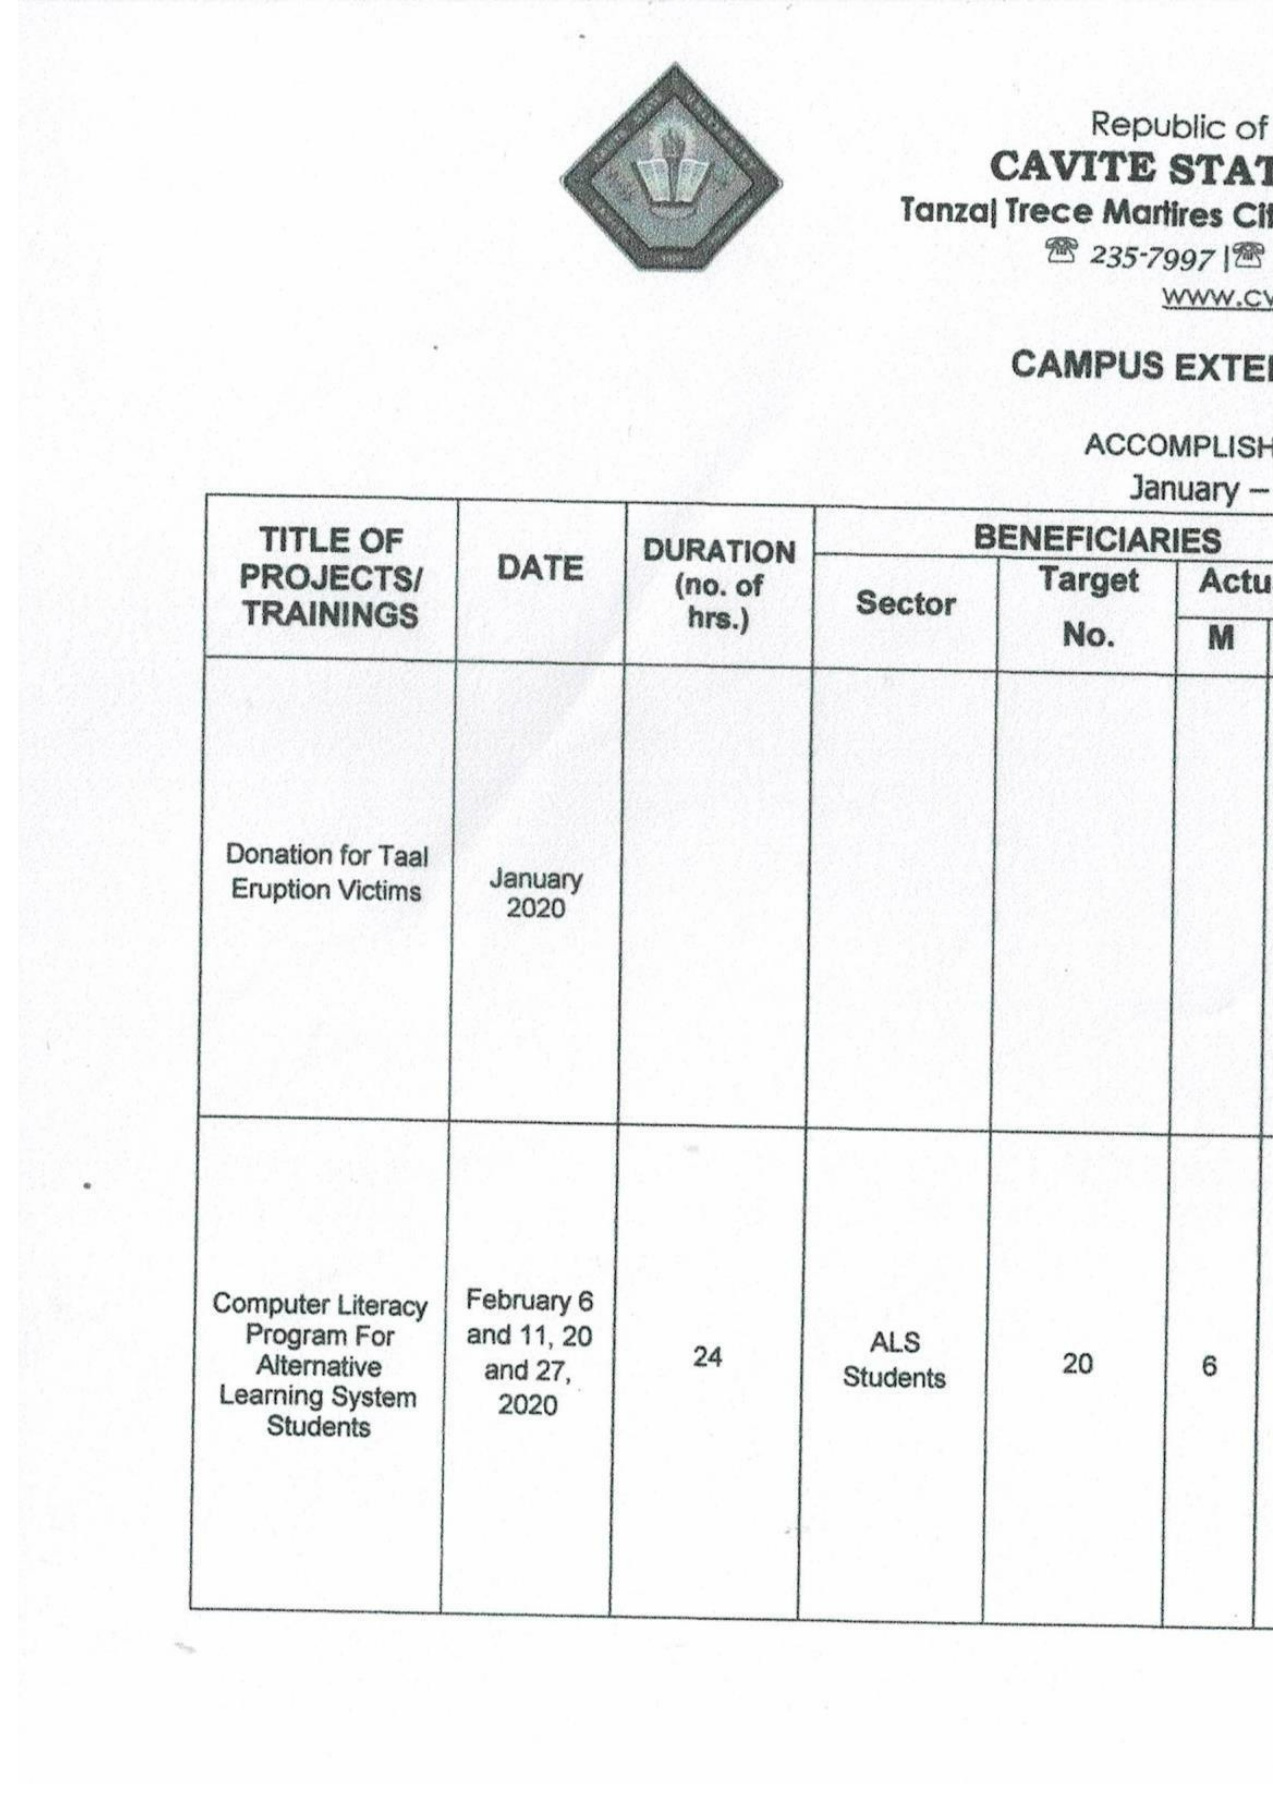 Republic of
CAVITE STAT
Tanza| Trece Martires Cit
☏ 235-7997 |☏
www.cv
CAMPUS EXTE
ACCOMPLISH
January –
TITLE OF
PROJECTS/
TRAININGS
DATE
DURATION
(no. of
hrs.)
BENEFICIARIES
Sector
Target
No.
Actu
M
Donation for Taal
Eruption Victims
January
2020
Computer Literacy
Program For
Alternative
Learning System
Students
February 6
and 11, 20
and 27,
2020
24
ALS
Students
20
6